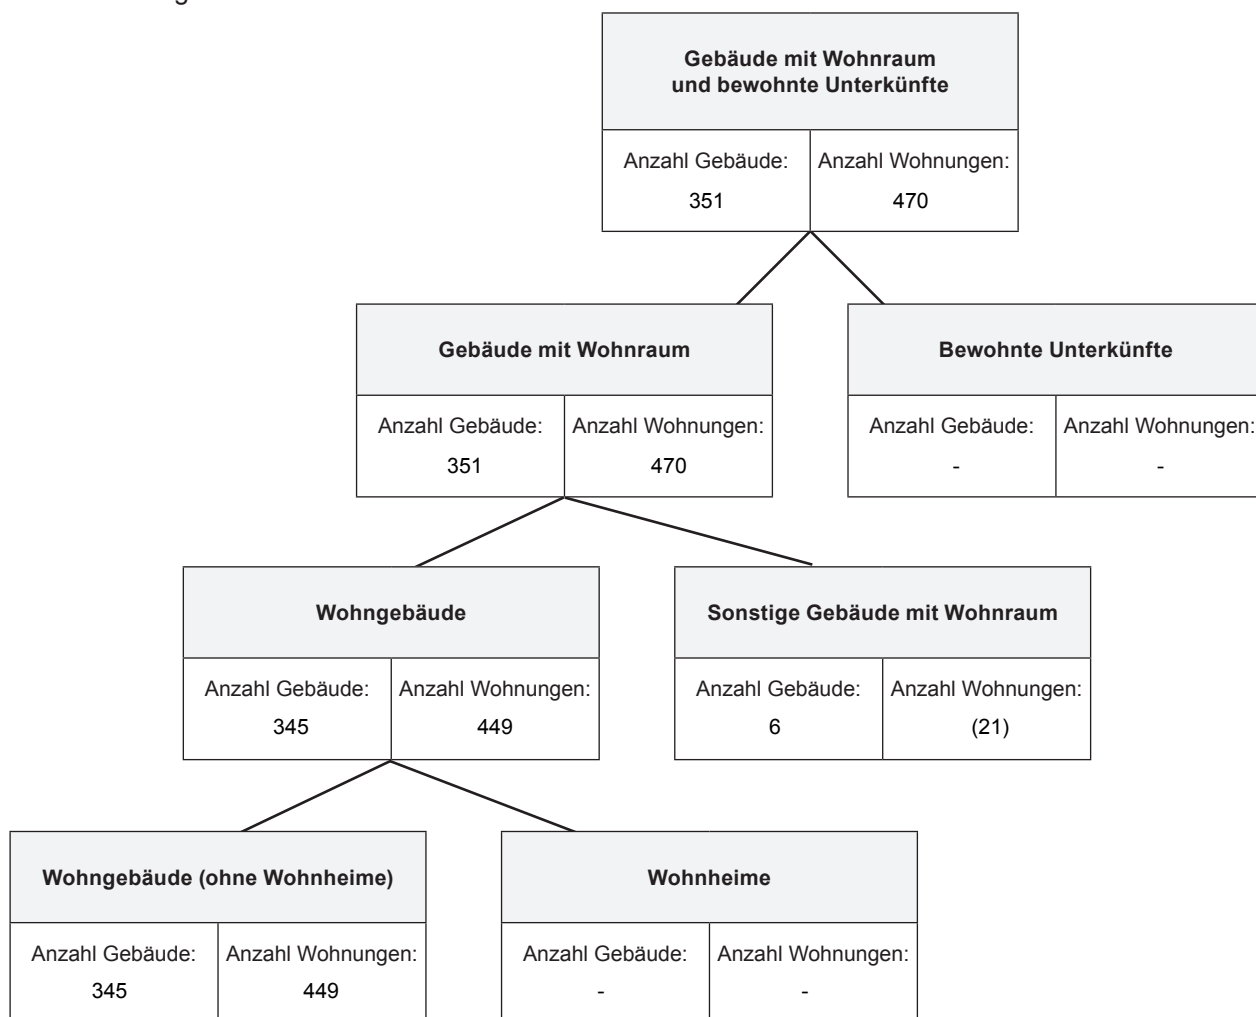 Gebäude mit Wohnraum
und bewohnte Unterkünfte
Anzahl Gebäude: Anzahl Wohnungen:
351 470
Gebäude mit Wohnraum
Anzahl Gebäude: Anzahl Wohnungen:
351 470
Bewohnte Unterkünfte
Anzahl Gebäude: Anzahl Wohnungen:
- -
Wohngebäude
Anzahl Gebäude: Anzahl Wohnungen:
345 449
Sonstige Gebäude mit Wohnraum
Anzahl Gebäude: Anzahl Wohnungen:
6 (21)
Wohngebäude (ohne Wohnheime)
Anzahl Gebäude: Anzahl Wohnungen:
345 449
Wohnheime
Anzahl Gebäude: Anzahl Wohnungen:
- -